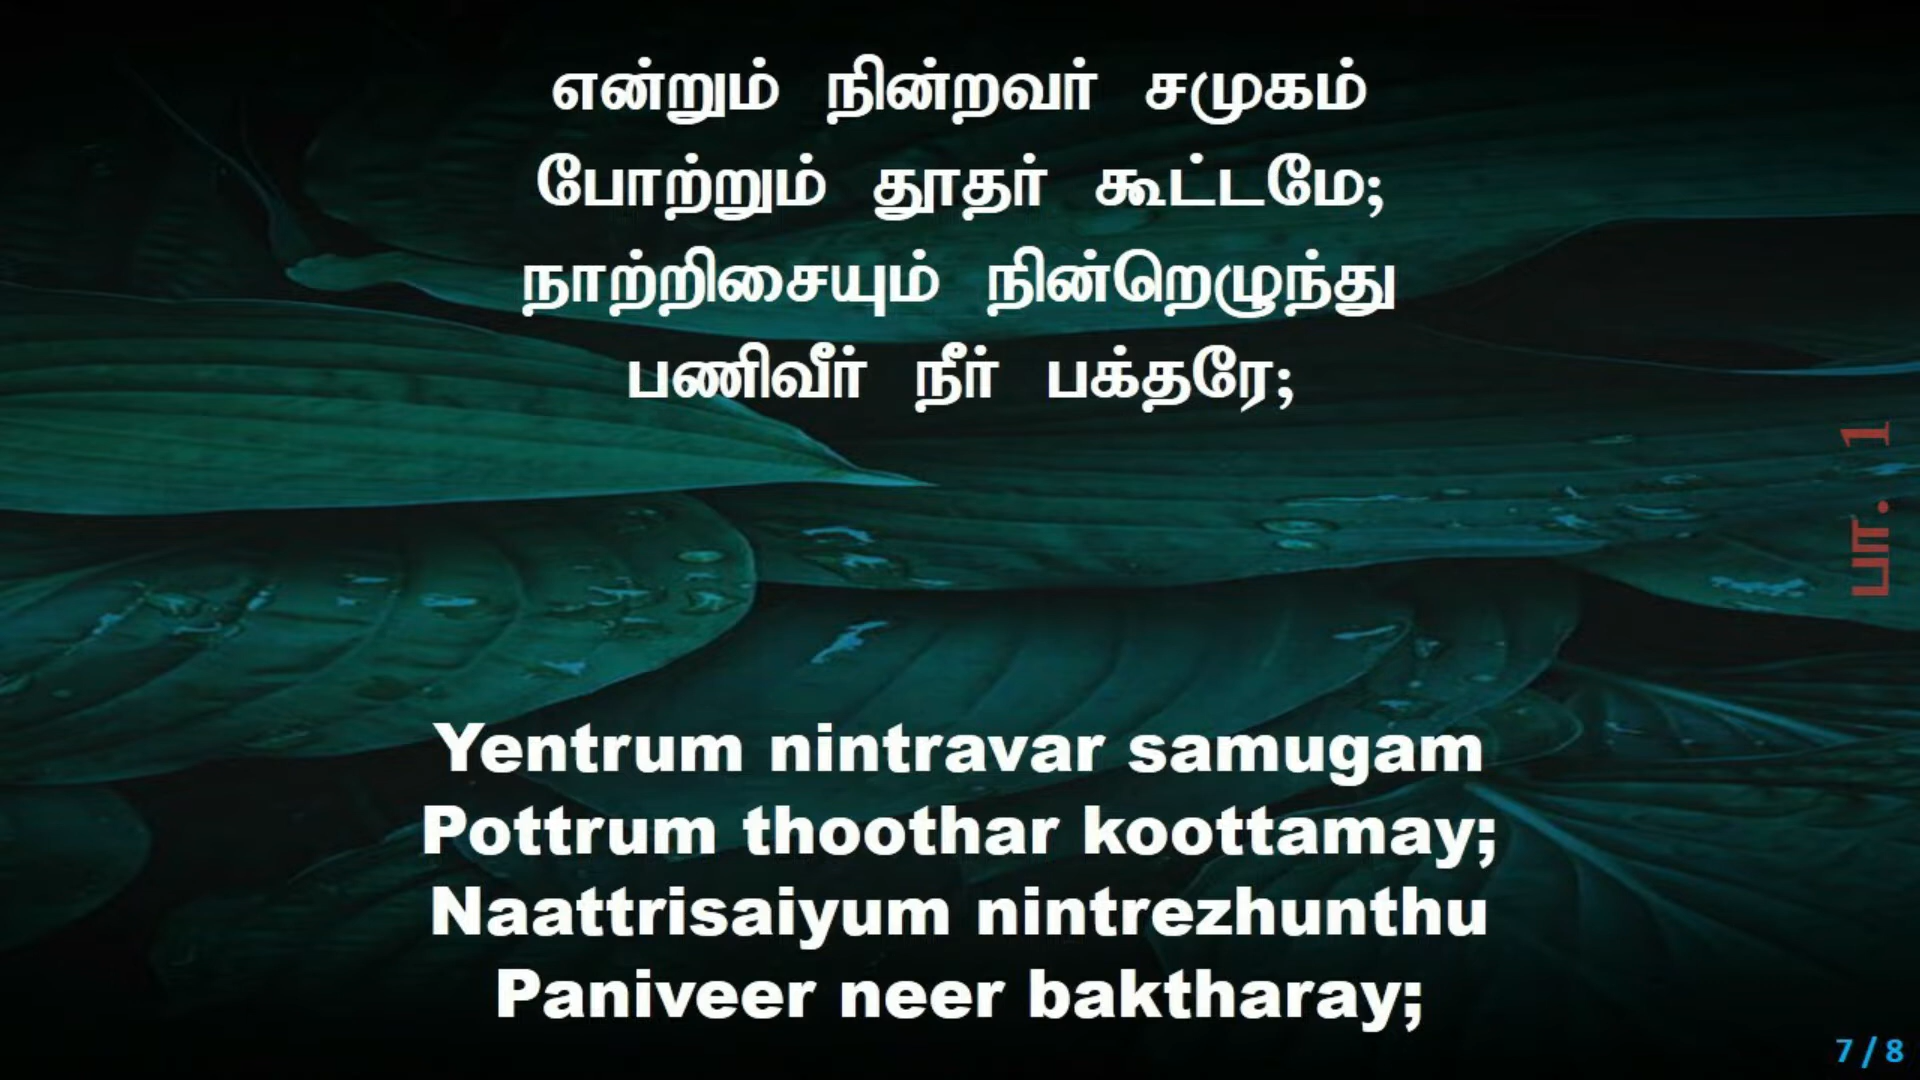 என்றும் நின்றவர் சமுகம்
போற்றும் தூதர் கூட்டமே;
நாற்றிசையும் நின்றெழுந்து
பணிவீர் நீர் பக்தரே;
பா. 1
Yentrum nintravar samugam
Pottrum thoothar koottamay;
Naattrisaiyum nintrezhunthu
Paniveer neer baktharay;
7 / 8